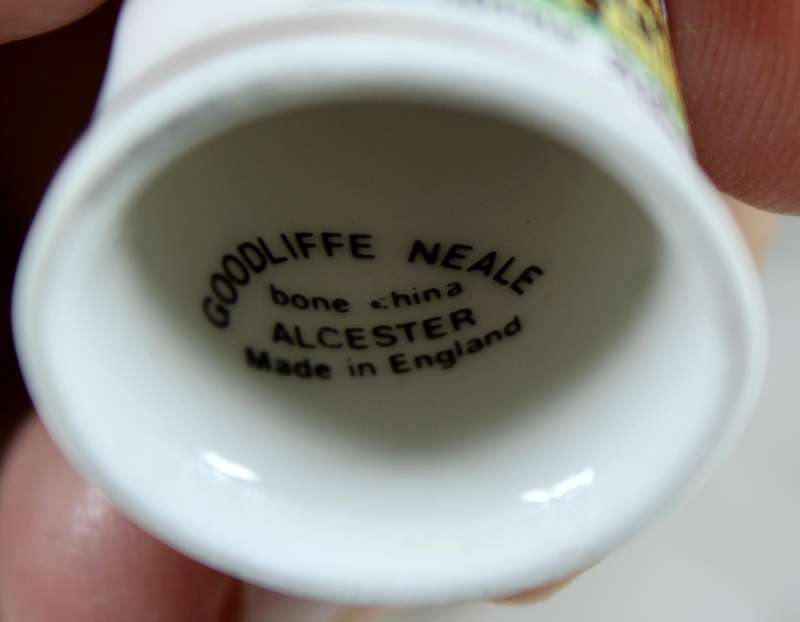 GOODLIFFE NEALE
bone china
ALCESTER
Made in England